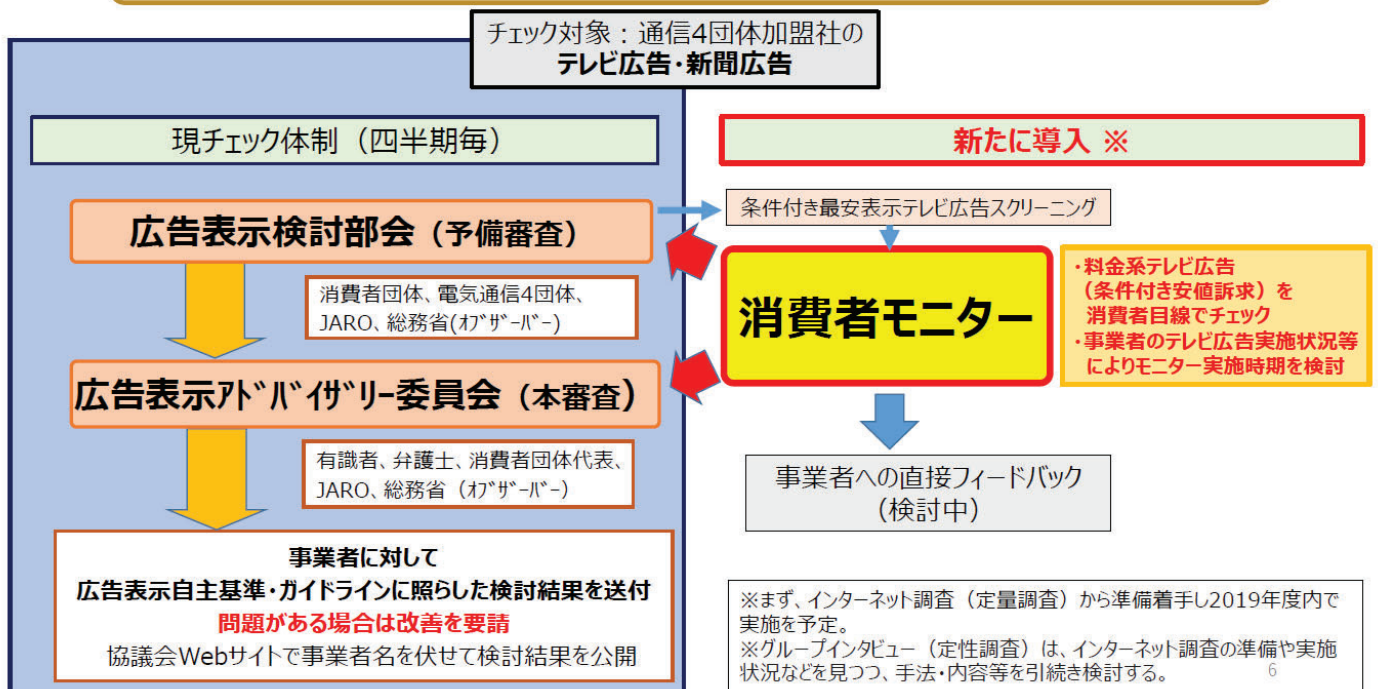 チェック対象：通信4団体加盟社の
テレビ広告・新聞広告
現チェック体制（四半期毎）
広告表示検討部会（予備審査）
消費者団体、電気通信4団体、
JARO、総務省(ｵﾌﾞｻﾞｰﾊﾞｰ)
広告表示ｱﾄﾞﾊﾞｲｻﾞﾘｰ委員会（本審査）
有識者、弁護士、消費者団体代表、
JARO、総務省（ｵﾌﾞｻﾞｰﾊﾞｰ）
事業者に対して
広告表示自主基準・ガイドラインに照らした検討結果を送付
問題がある場合は改善を要請
協議会Webサイトで事業者名を伏せて検討結果を公開
新たに導入 ※
条件付き最安表示テレビ広告スクリーニング
消費者モニター
・料金系テレビ広告
（条件付き安値訴求）を
消費者目線でチェック
・事業者のテレビ広告実施状況等
によりモニター実施時期を検討
事業者への直接フィードバック
（検討中）
※まず、インターネット調査（定量調査）から準備着手し2019年度内で
実施を予定。
※グループインタビュー（定性調査）は、インターネット調査の準備や実施
状況などを見つつ、手法・内容等を引続き検討する。
6